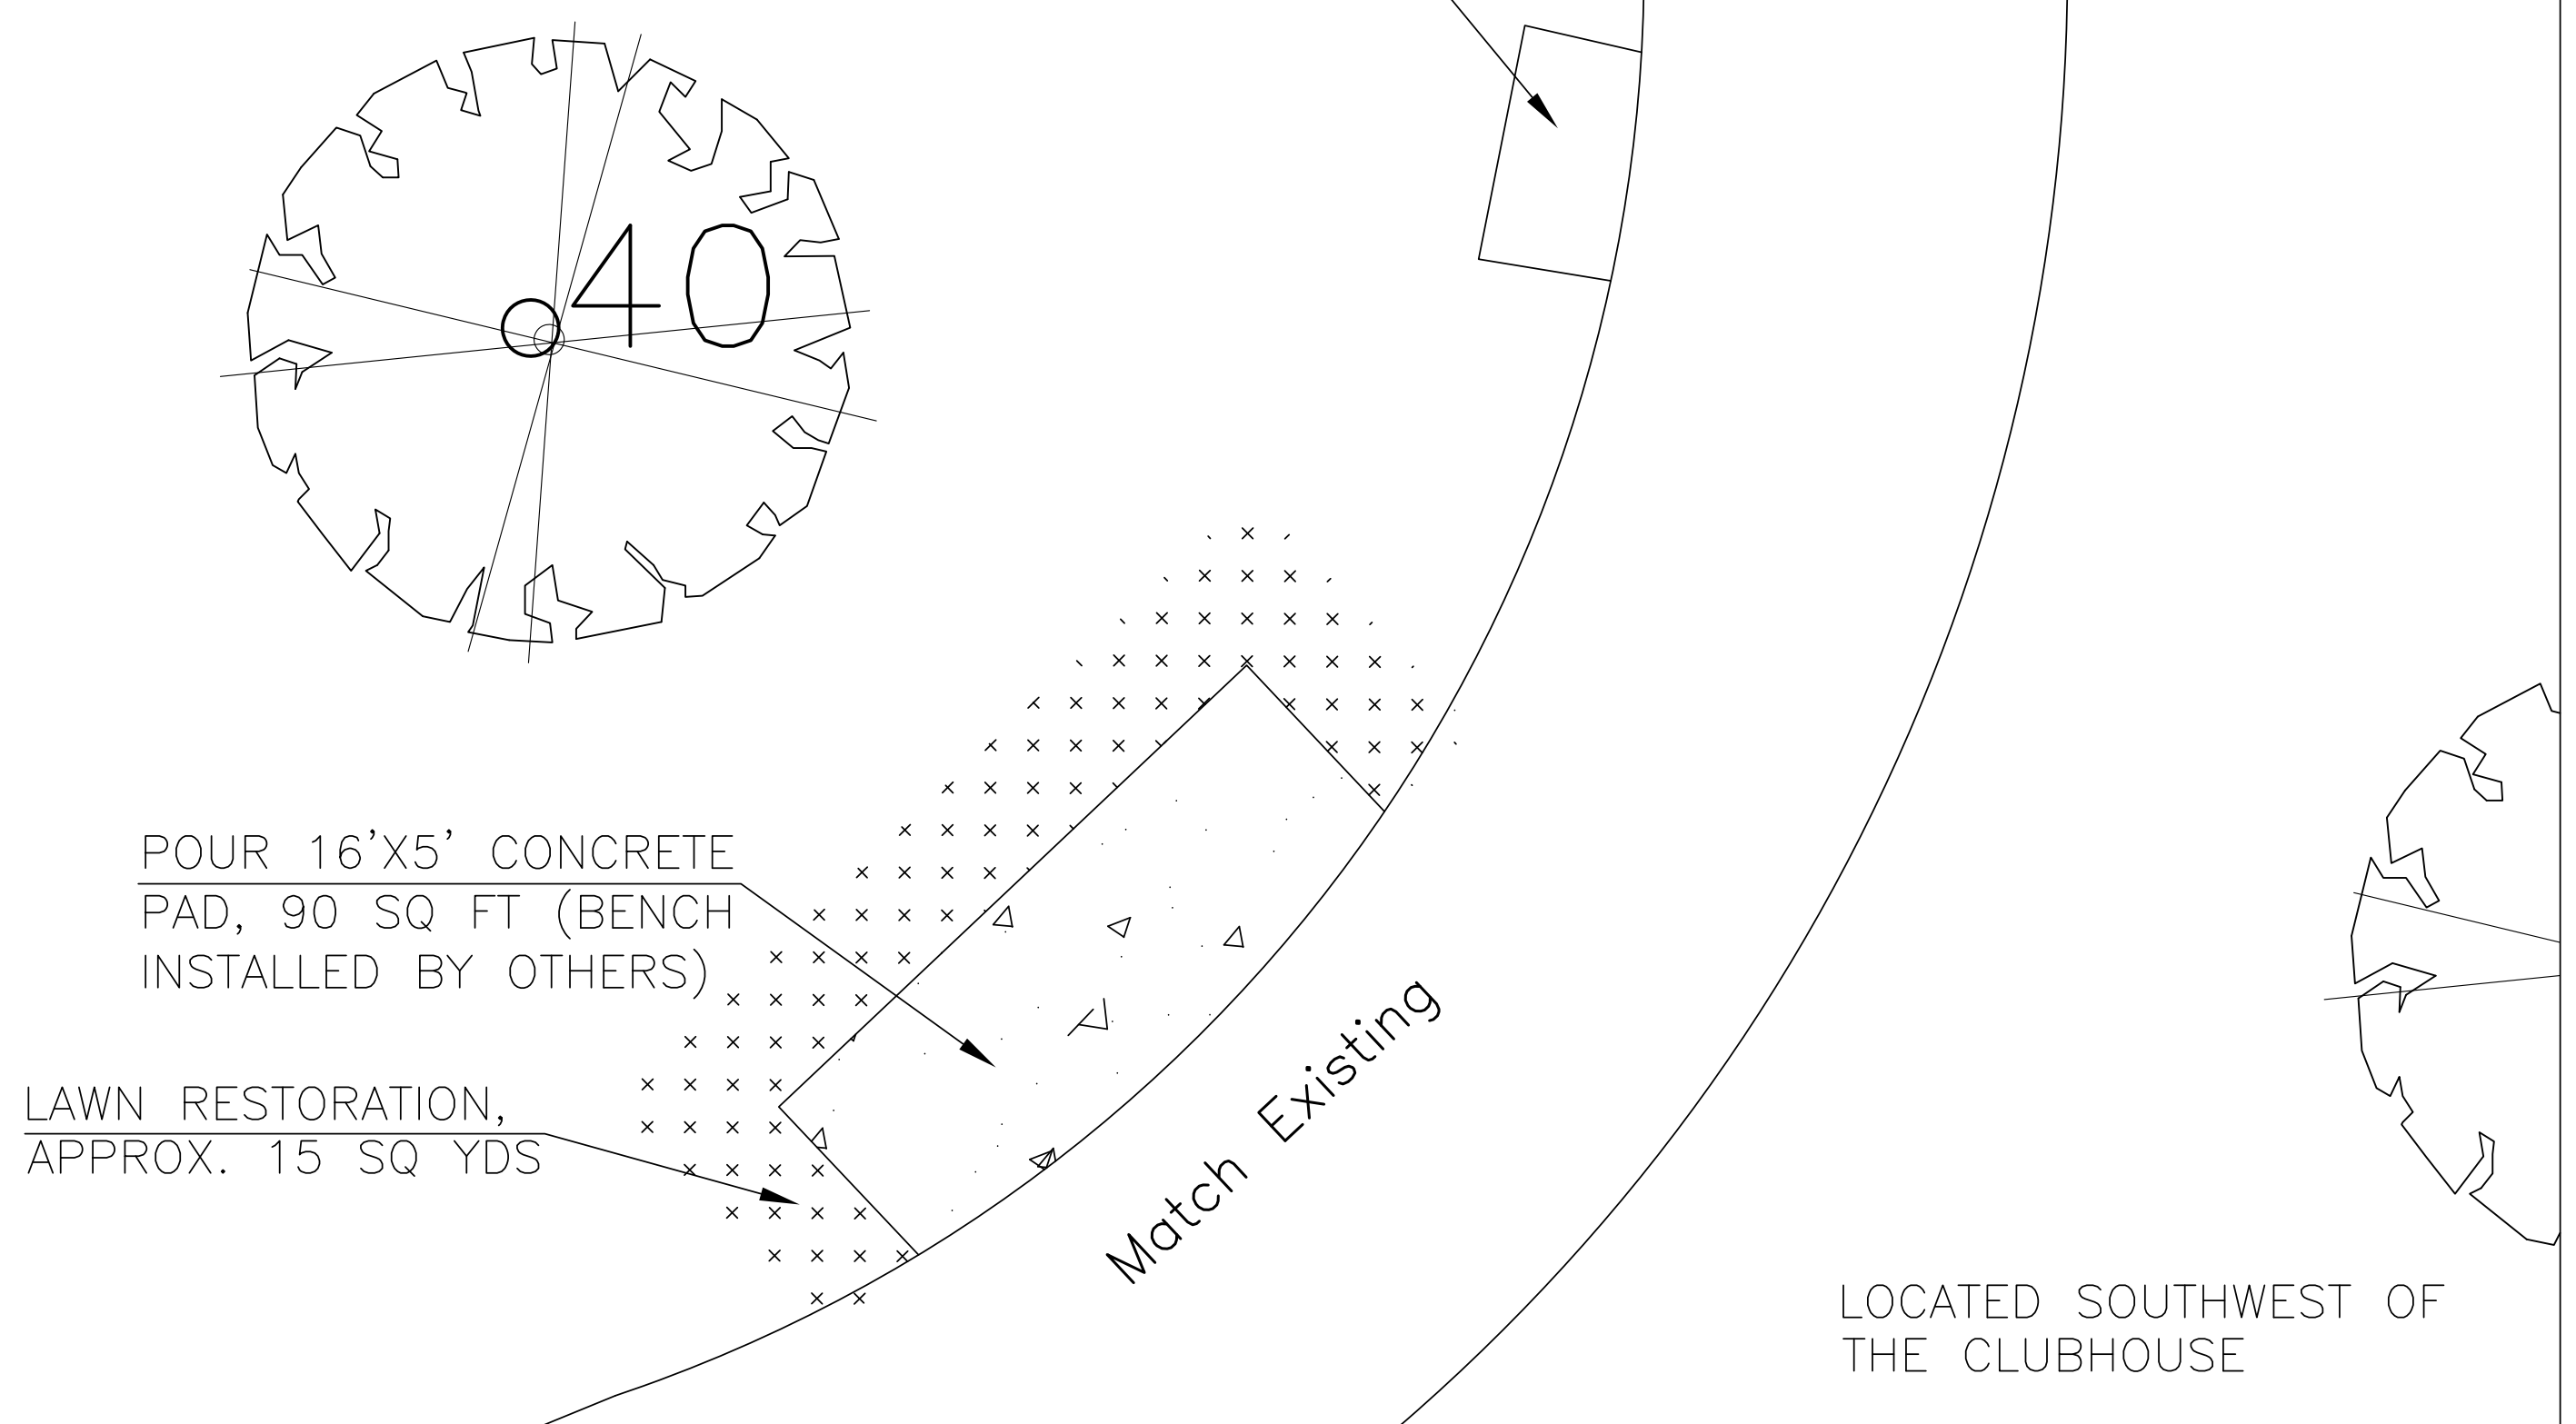 40
POUR 16'X5' CONCRETE
PAD, 90 SQ FT (BENCH
INSTALLED BY OTHERS)
LAWN RESTORATION,
APPROX. 15 SQ YDS
Match Existing
LOCATED SOUTHWEST OF
THE CLUBHOUSE